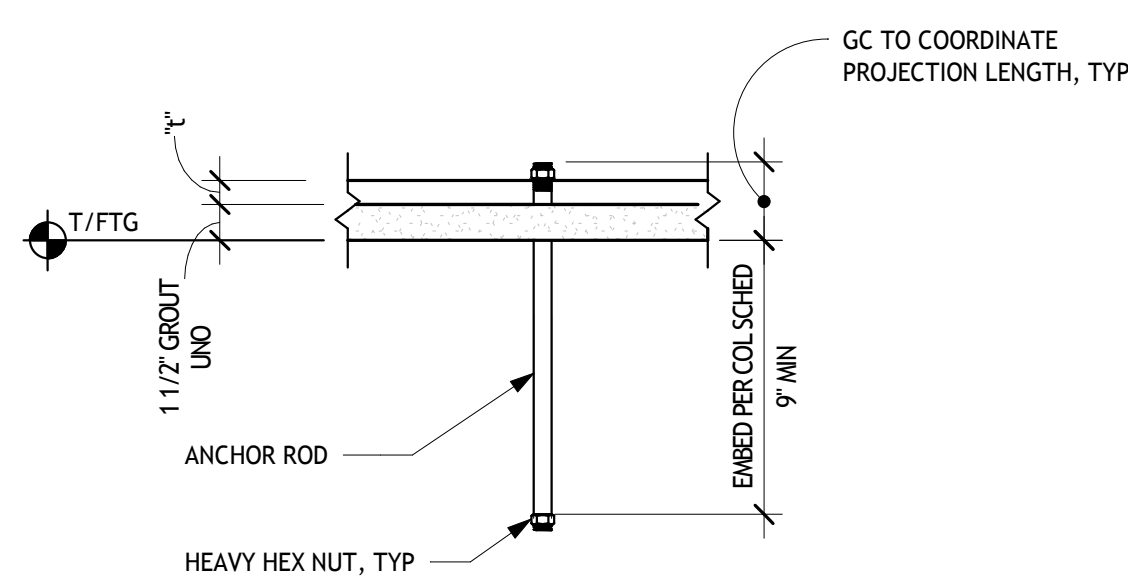 GC TO COORDINATE
PROJECTION LENGTH, TYP
"t"
T/FTG
1 1/2" GROUT
UNO
EMBED PER COL SCHED
9" MIN
ANCHOR ROD
HEAVY HEX NUT, TYP